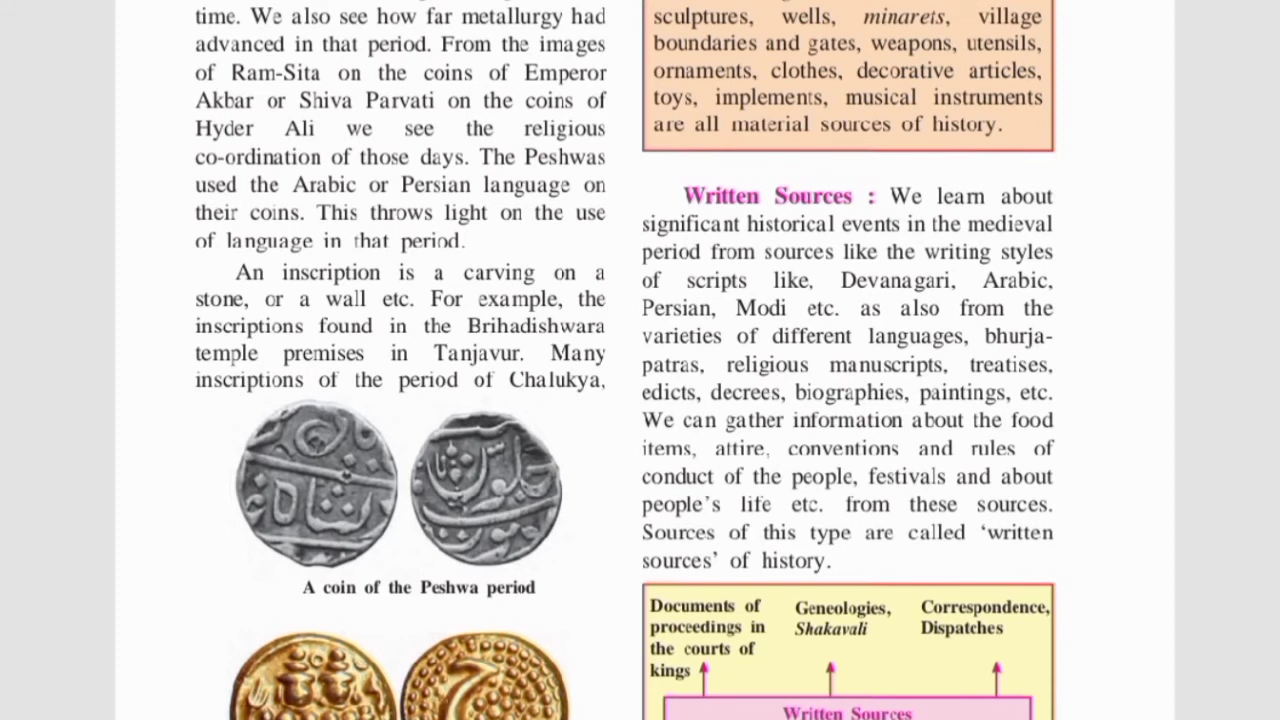 time. We also see how far metallurgy had
advanced in that period. From the images
of Ram-Sita on the coins of Emperor
Akbar or Shiva Parvati on the coins of
Hyder Ali we see the religious
co-ordination of those days. The Peshwas
used the Arabic or Persian language on
their coins. This throws light on the use
of language in that period.
An inscription is a carving on a
stone, or a wall etc. For example, the
inscriptions found in the Brihadishwara
temple premises in Tanjavur. Many
inscriptions of the period of Chalukya,
A coin of the Peshwa period
sculptures, wells, minarets, village
boundaries and gates, weapons, utensils,
ornaments, clothes, decorative articles,
toys, implements, musical instruments
are all material sources of history.
Written Sources : We learn about
significant historical events in the medieval
period from sources like the writing styles
of scripts like, Devanagari, Arabic,
Persian, Modi etc. as also from the
varieties of different languages, bhurja-
patras, religious manuscripts, treatises,
edicts, decrees, biographies, paintings, etc.
We can gather information about the food
items, attire, conventions and rules of
conduct of the people, festivals and about
people's life etc. from these sources.
Sources of this type are called 'written
sources' of history.
Documents of
proceedings in
the courts of
kings
Geneologies,
Shakavali
Correspondence,
Dispatches
Written Sources